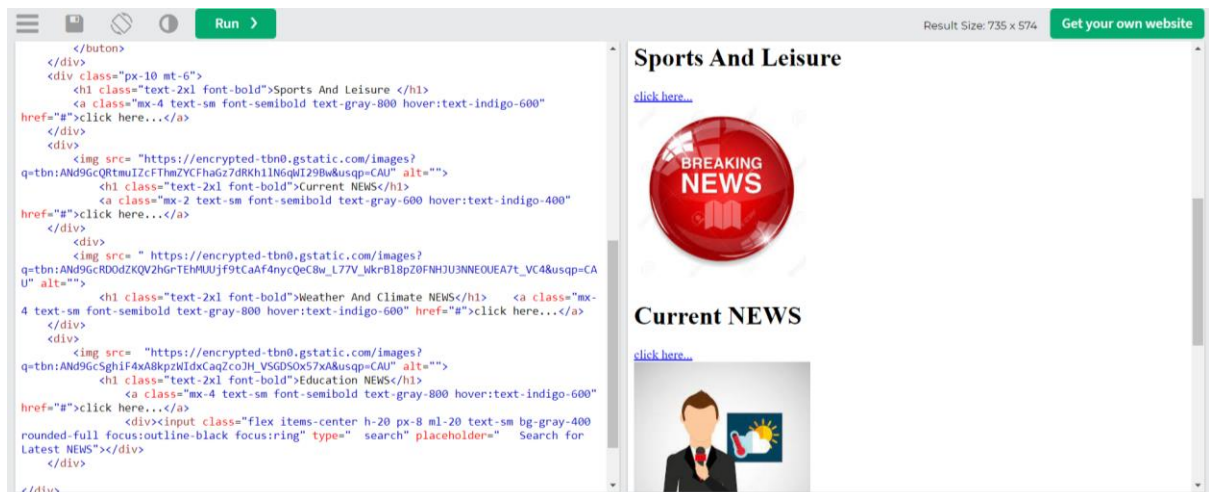 Run ❯
Result Size: 735 x 574
Get your own website
</buton>
</div>
<div class="px-10 mt-6">
<h1 class="text-2xl font-bold">Sports And Leisure </h1>
<a class="mx-4 text-sm font-semibold text-gray-800 hover:text-indigo-600"
href="#">click here...</a>
</div>
<div>
<img src= "https://encrypted-tbn0.gstatic.com/images?
q=tbn:ANd9GcQRtmuIZcFThmZYCFhaGz7dRKh1lN6qWI29Bw&usqp=CAU" alt="">
<h1 class="text-2xl font-bold">Current NEWS</h1>
<a class="mx-2 text-sm font-semibold text-gray-600 hover:text-indigo-400"
href="#">click here...</a>
</div>
<div>
<img src= " https://encrypted-tbn0.gstatic.com/images?
q=tbn:ANd9GcRDOdZKQV2hGrTEhMUUjf9tCaAf4nycQeC8w_L77V_WkrBl8pZ0FNHJU3NNEOUEA7t_VC4&usqp=CA
U" alt="">
<h1 class="text-2xl font-bold">Weather And Climate NEWS</h1> <a class="mx-
4 text-sm font-semibold text-gray-800 hover:text-indigo-600" href="#">click here...</a>
</div>
<div>
<img src= "https://encrypted-tbn0.gstatic.com/images?
q=tbn:ANd9GcSghiF4xA8kpzWIdxCaqZcoJH_VSGDSOx57xA&usqp=CAU" alt="">
<h1 class="text-2xl font-bold">Education NEWS</h1>
<a class="mx-4 text-sm font-semibold text-gray-800 hover:text-indigo-600"
href="#">click here...</a>
<div><input class="flex items-center h-20 px-8 ml-20 text-sm bg-gray-400
rounded-full focus:outline-black focus:ring" type=" search" placeholder=" Search for
Latest NEWS"></div>
</div>
</div>
Sports And Leisure
click here...
BREAKING
NEWS
Current NEWS
click here...